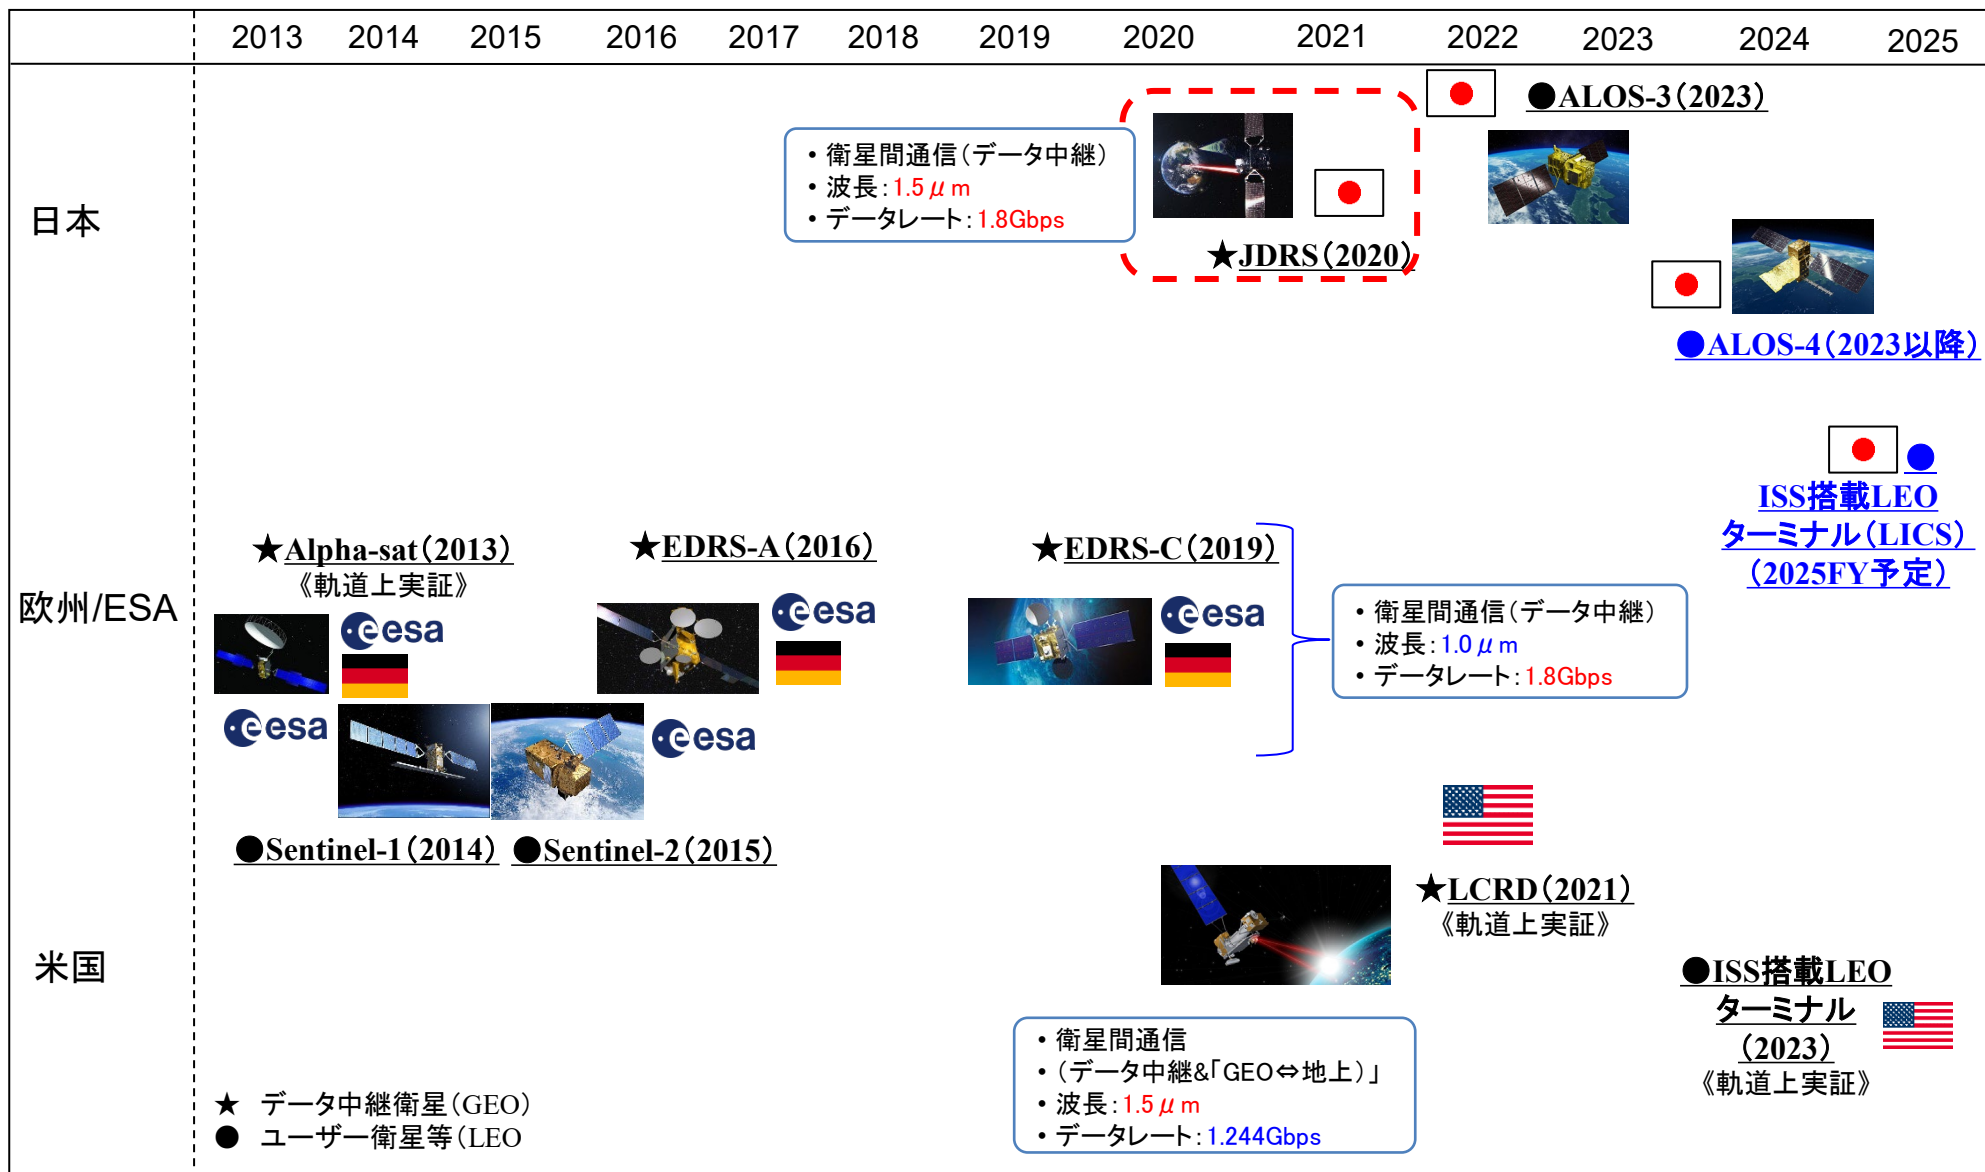 2013 2014 2015 2016 2017 2018 2019 2020 2021 2022 2023 2024 2025
日本
・衛星間通信（データ中継）
・波長：1.5μm
・データレート：1.8Gbps
★JDRS（2020）
●ALOS-3（2023）
●ALOS-4（2023以降）
●
ISS搭載LEO
ターミナル（LICS）
（2025FY予定）
欧州/ESA
★Alpha-sat（2013）
《軌道上実証》
esa
★EDRS-A（2016）
esa
★EDRS-C（2019）
esa
・衛星間通信（データ中継）
・波長：1.0μm
・データレート：1.8Gbps
esa
esa
●Sentinel-1（2014）
●Sentinel-2（2015）
米国
★LCRD（2021）
《軌道上実証》
●ISS搭載LEO
ターミナル
（2023）
《軌道上実証》
・衛星間通信
・（データ中継&「GEO⇔地上）」
・波長：1.5μm
・データレート：1.244Gbps
★ データ中継衛星（GEO）
● ユーザー衛星等（LEO